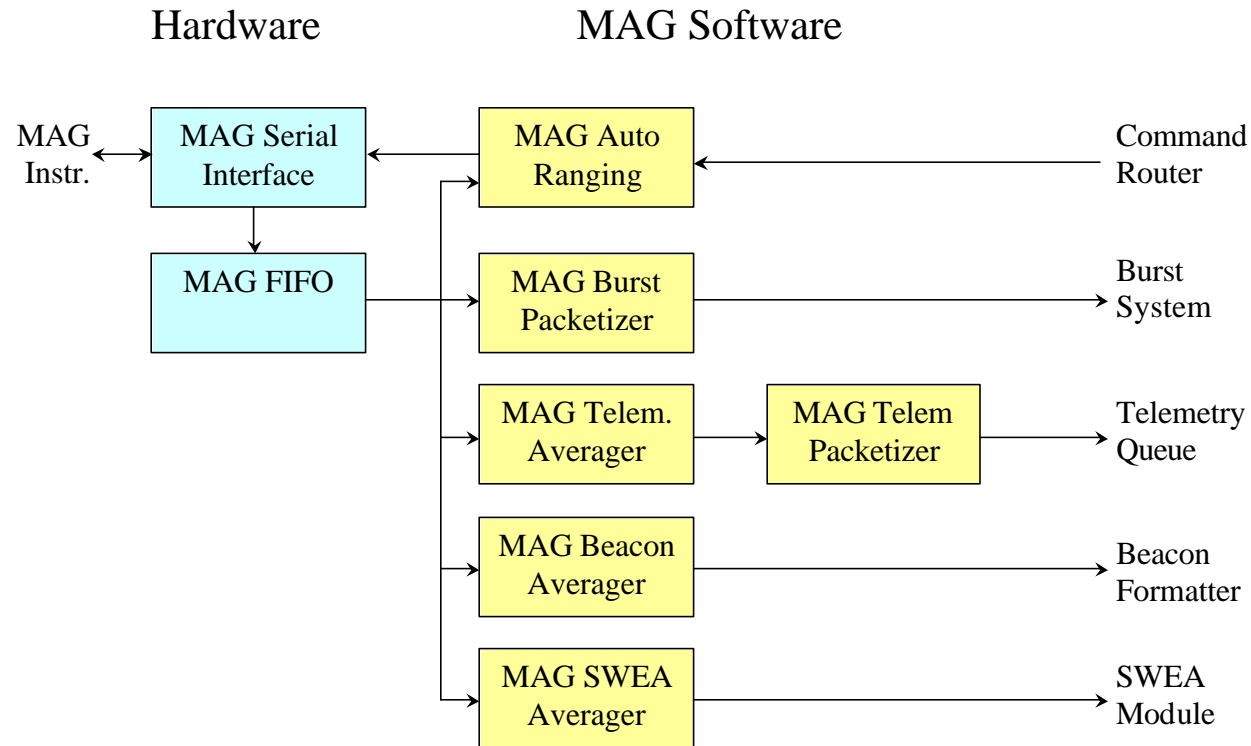 Hardware
MAG Software
MAG
Instr.
MAG Serial
Interface
MAG Auto
Ranging
Command
Router
MAG FIFO
MAG Burst
Packetizer
Burst
System
MAG Telem.
Averager
MAG Telem
Packetizer
Telemetry
Queue
MAG Beacon
Averager
Beacon
Formatter
MAG SWEA
Averager
SWEA
Module